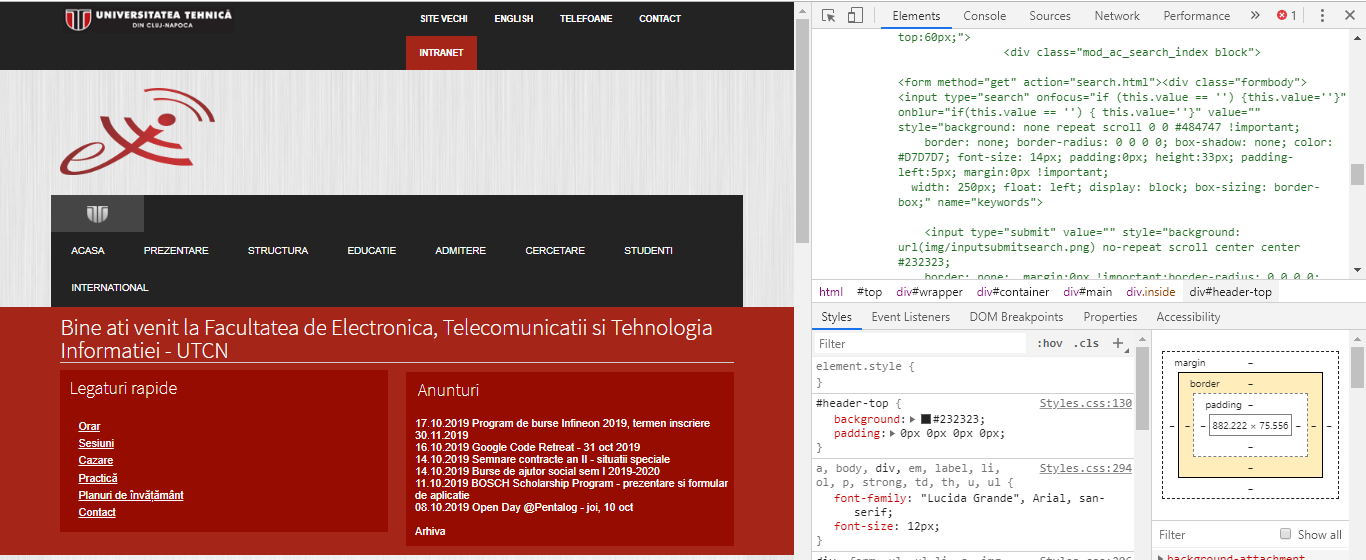 UNIVERSITATEA TEHNICĂ
DIN CLUJ-NAPOCA
SITE VECHI ENGLISH TELEFOANE CONTACT
INTRANET
ACASA PREZENTARE STRUCTURA EDUCATIE ADMITERE CERCETARE STUDENTI
INTERNATIONAL
Bine ati venit la Facultatea de Electronica, Telecomunicatii si Tehnologia
Informatiei - UTCN
Legaturi rapide
Orar
Sesiuni
Cazare
Practică
Planuri de învățământ
Contact
Anunturi
17.10.2019 Program de burse Infineon 2019, termen inscriere
30.11.2019
16.10.2019 Google Code Retreat - 31 oct 2019
14.10.2019 Semnare contracte an II - situatii speciale
14.10.2019 Burse de ajutor social sem I 2019-2020
11.10.2019 BOSCH Scholarship Program - prezentare si formular
de aplicatie
08.10.2019 Open Day @Pentalog - joi, 10 oct
Arhiva
Elements Console Sources Network Performance » 1
top:60px;">
<div class="mod_ac_search_index block">
<form method="get" action="search.html"><div class="formbody">
<input type="search" onfocus="if (this.value == '') {this.value=''}"
onblur="if(this.value == '') { this.value=''}" value=""
style="background: none repeat scroll 0 0 #484747 !important;
border: none; border-radius: 0 0 0 0; box-shadow: none; color:
#D7D7D7; font-size: 14px; padding:0px; height:33px; padding-
left:5px; margin:0px !important;
width: 250px; float: left; display: block; box-sizing: border-
box;" name="keywords">
<input type="submit" value="" style="background:
url(img/inputsubmitsearch.png) no-repeat scroll center center
#232323;
border: none; margin:0px !important;border-radius: 0 0 0 0;
html #top div#wrapper div#container div#main div.inside div#header-top
Styles Event Listeners DOM Breakpoints Properties Accessibility
Filter :hov .cls +
element.style {
}
#header-top { Styles.css:130
background: #232323;
padding: 0px 0px 0px 0px;
}
a, body, div, em, label, li, Styles.css:294
ol, p, strong, td, th, u, ul {
font-family: "Lucida Grande", Arial, san-
serif;
font-size: 12px;
}
margin –
border –
padding –
– – – 882.222 × 75.556 – – –
–
–
–
Filter Show all
background-attachment